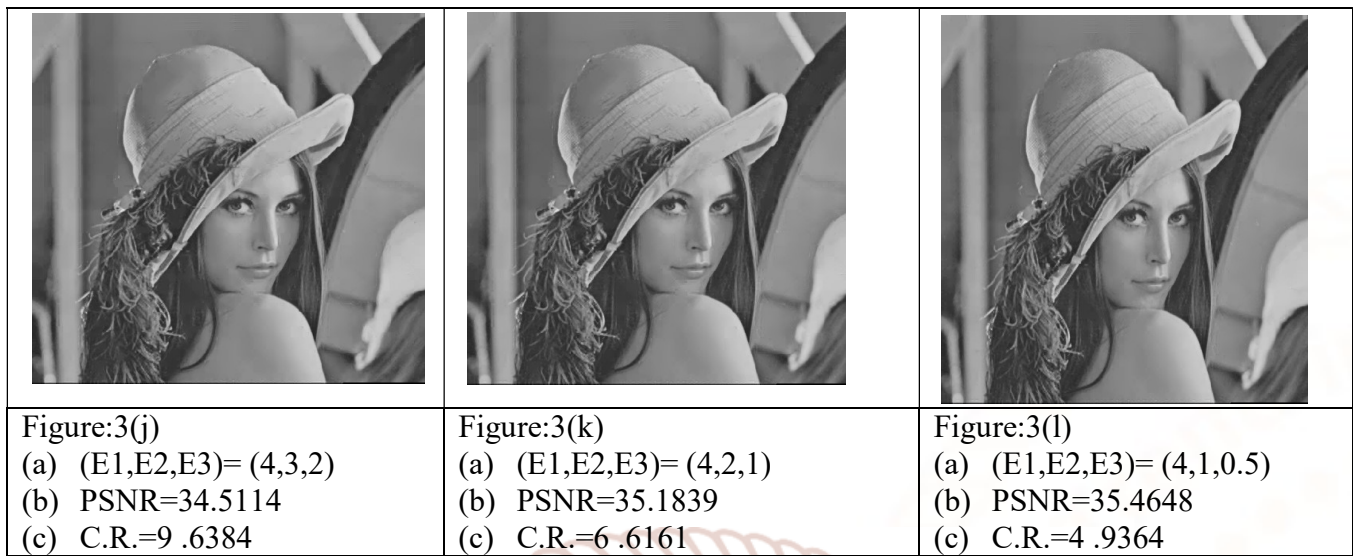 Figure:3(j)
(a) (E1,E2,E3)= (4,3,2)
(b) PSNR=34.5114
(c) C.R.=9 .6384
Figure:3(k)
(a) (E1,E2,E3)= (4,2,1)
(b) PSNR=35.1839
(c) C.R.=6 .6161
Figure:3(l)
(a) (E1,E2,E3)= (4,1,0.5)
(b) PSNR=35.4648
(c) C.R.=4 .9364